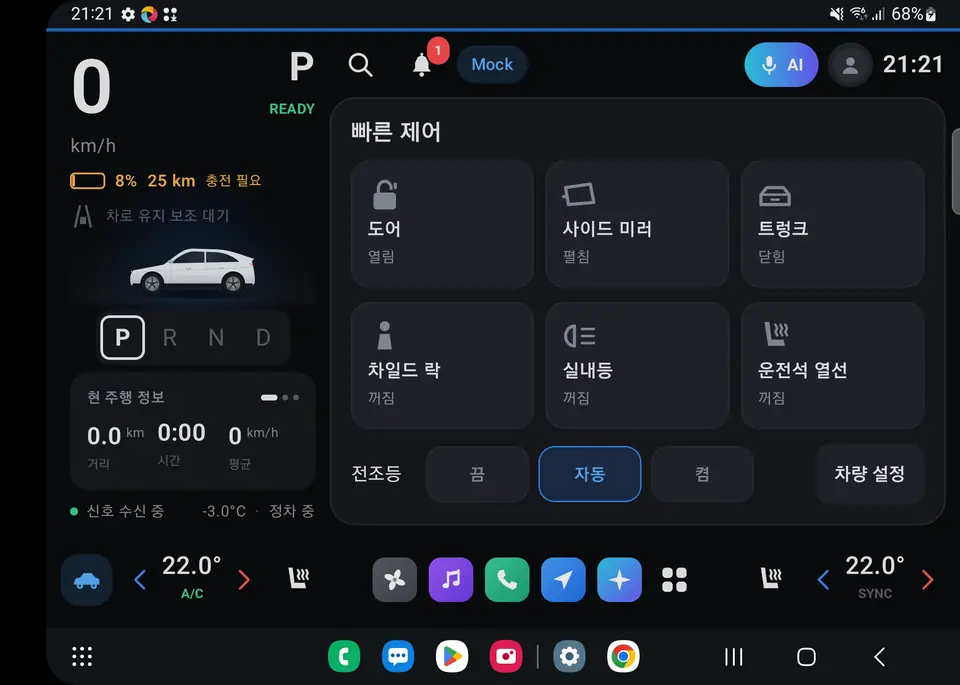 21:21
68%
0
P
READY
km/h
8% 25 km 충전 필요
차로 유지 보조 대기
P R N D
현 주행 정보
0.0 km 0:00 0 km/h
거리 시간 평균
신호 수신 중 -3.0°C · 정차 중
1
Mock
AI
21:21
빠른 제어
도어
열림
사이드 미러
펼침
트렁크
닫힘
차일드 락
꺼짐
실내등
꺼짐
운전석 열선
꺼짐
전조등 끔 자동 켬 차량 설정
22.0°
A/C
22.0°
SYNC